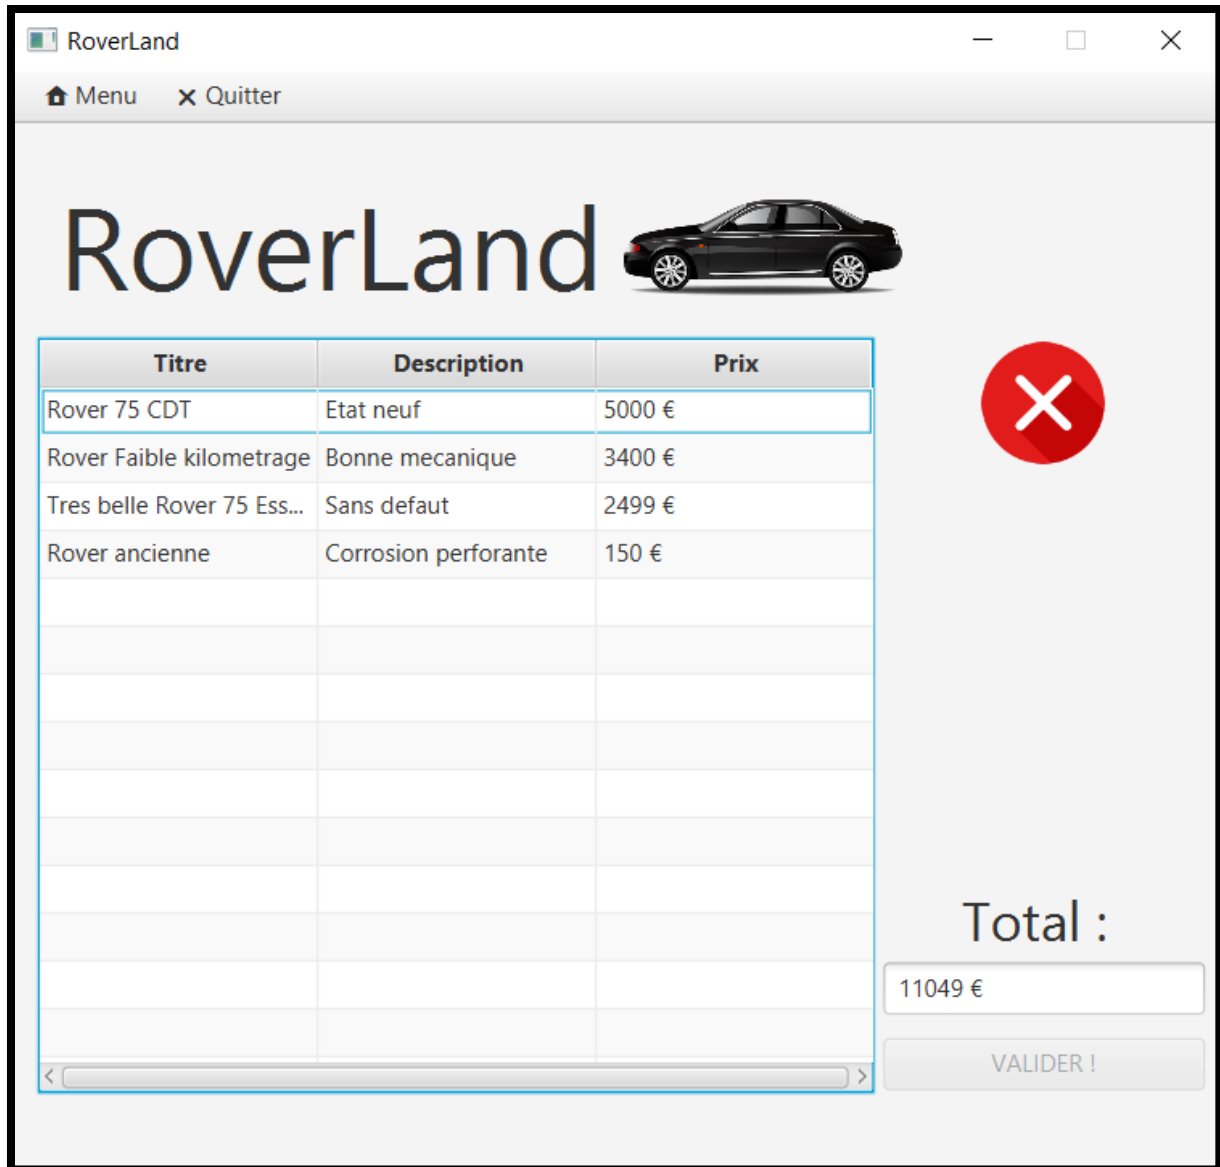 RoverLand
Menu Quitter
RoverLand
Titre Description Prix
Rover 75 CDT Etat neuf 5000 €
Rover Faible kilometrage Bonne mecanique 3400 €
Tres belle Rover 75 Ess... Sans defaut 2499 €
Rover ancienne Corrosion perforante 150 €
Total :
11049 €
VALIDER !